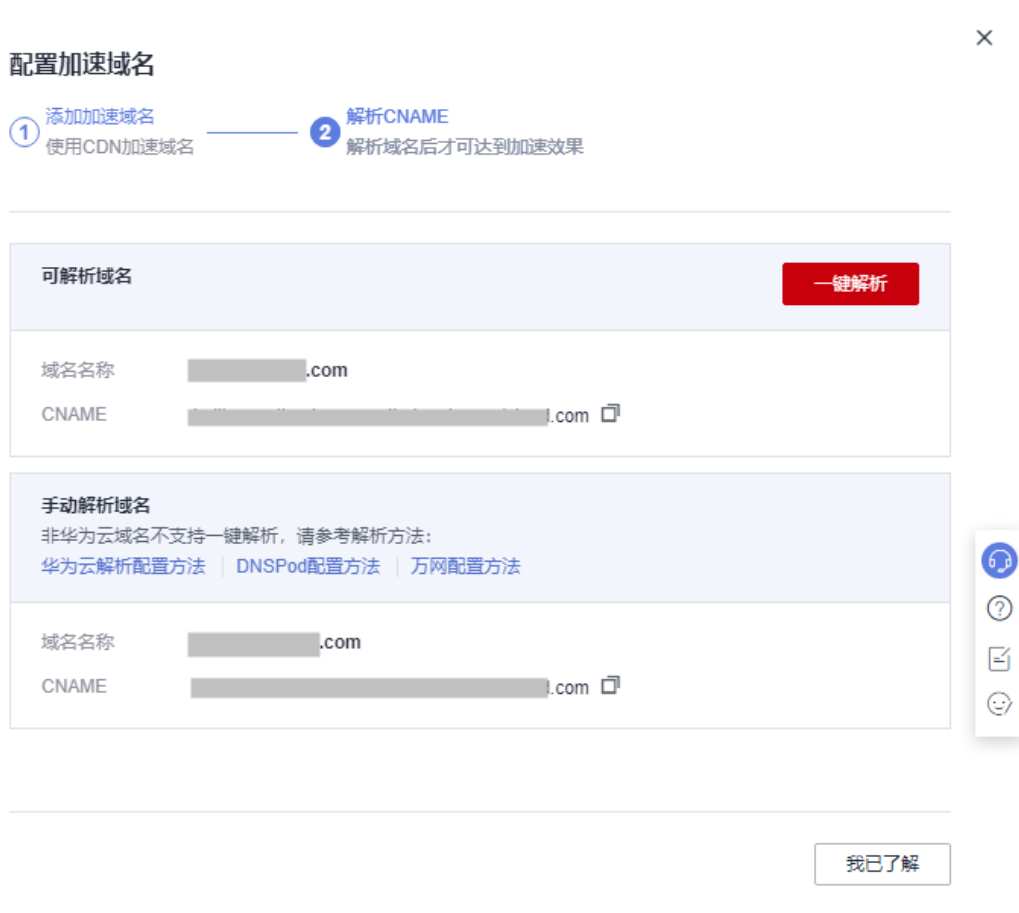 配置加速域名
1 添加加速域名
使用CDN加速域名
2 解析CNAME
解析域名后才可达到加速效果
可解析域名
一键解析
域名名称 .com
CNAME .com
手动解析域名
非华为云域名不支持一键解析，请参考解析方法：
华为云解析配置方法 DNSPod配置方法 万网配置方法
域名名称 .com
CNAME .com
我已了解